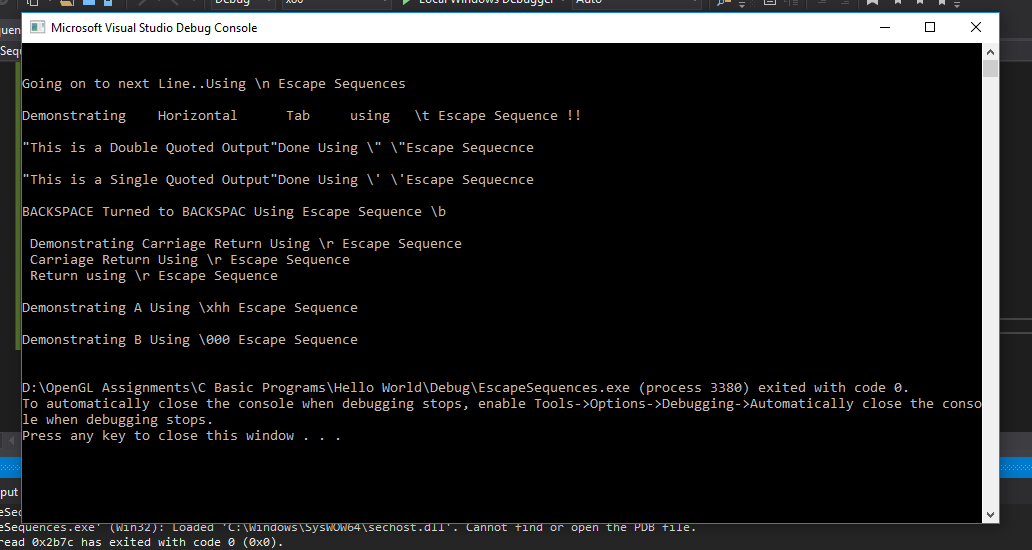 Debug x86 Local Windows Debugger Auto
Microsoft Visual Studio Debug Console
Going on to next Line..Using \n Escape Sequences
Demonstrating    Horizontal      Tab     using   \t Escape Sequence !!
"This is a Double Quoted Output"Done Using \" \"Escape Sequecnce
"This is a Single Quoted Output"Done Using \' \'Escape Sequecnce
BACKSPACE Turned to BACKSPAC Using Escape Sequence \b
Demonstrating Carriage Return Using \r Escape Sequence
Carriage Return Using \r Escape Sequence
Return using \r Escape Sequence
Demonstrating A Using \xhh Escape Sequence
Demonstrating B Using \000 Escape Sequence
D:\OpenGL Assignments\C Basic Programs\Hello World\Debug\EscapeSequences.exe (process 3380) exited with code 0.
To automatically close the console when debugging stops, enable Tools->Options->Debugging->Automatically close the conso
le when debugging stops.
Press any key to close this window . . .
eSequences.exe' (Win32): Loaded 'C:\Windows\SysWOW64\sechost.dll'. Cannot find or open the PDB file.
read 0x2b7c has exited with code 0 (0x0).